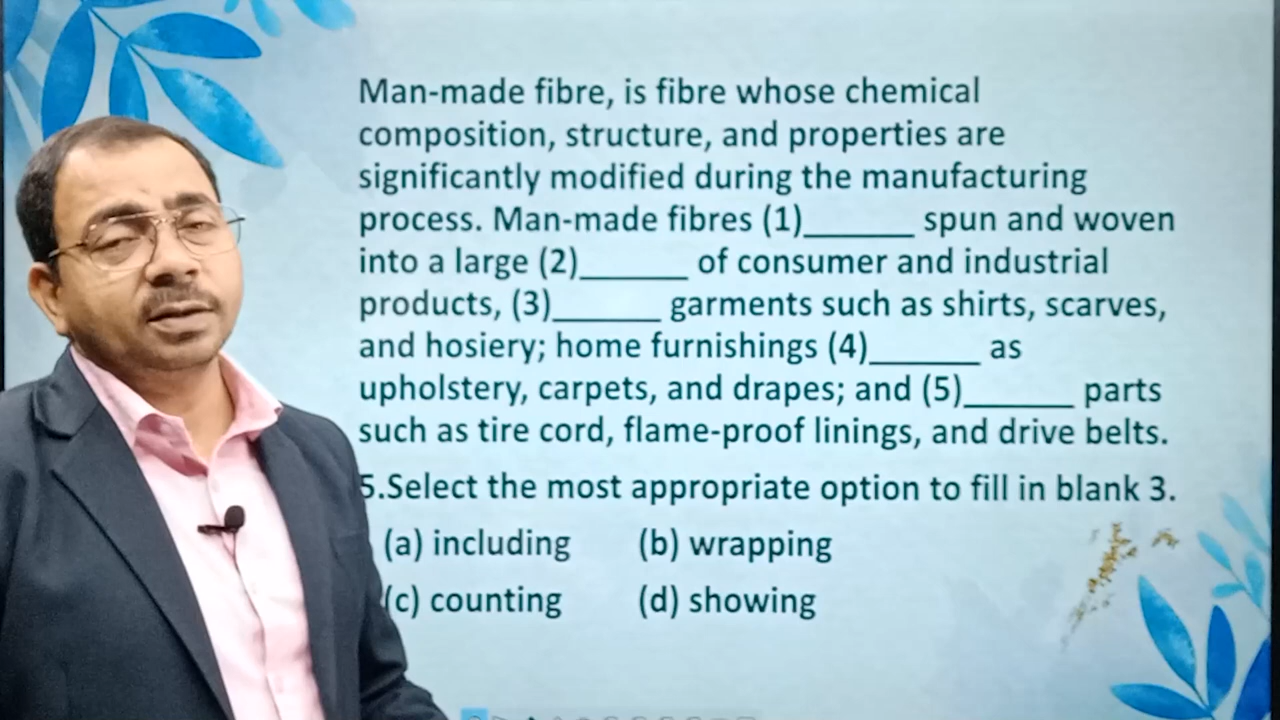 Man-made fibre, is fibre whose chemical
composition, structure, and properties are
significantly modified during the manufacturing
process. Man-made fibres (1)______ spun and woven
into a large (2)______ of consumer and industrial
products, (3)______ garments such as shirts, scarves,
and hosiery; home furnishings (4)______ as
upholstery, carpets, and drapes; and (5)______ parts
such as tire cord, flame-proof linings, and drive belts.
5.Select the most appropriate option to fill in blank 3.
(a) including (b) wrapping
(c) counting (d) showing